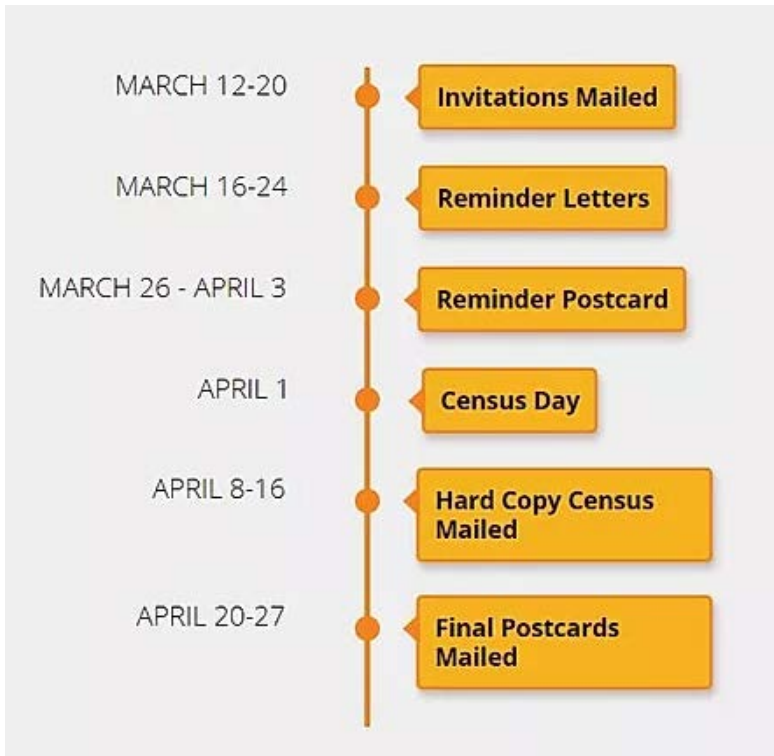 MARCH 12-20
Invitations Mailed
MARCH 16-24
Reminder Letters
MARCH 26 - APRIL 3
Reminder Postcard
APRIL 1
Census Day
APRIL 8-16
Hard Copy Census
Mailed
APRIL 20-27
Final Postcards
Mailed